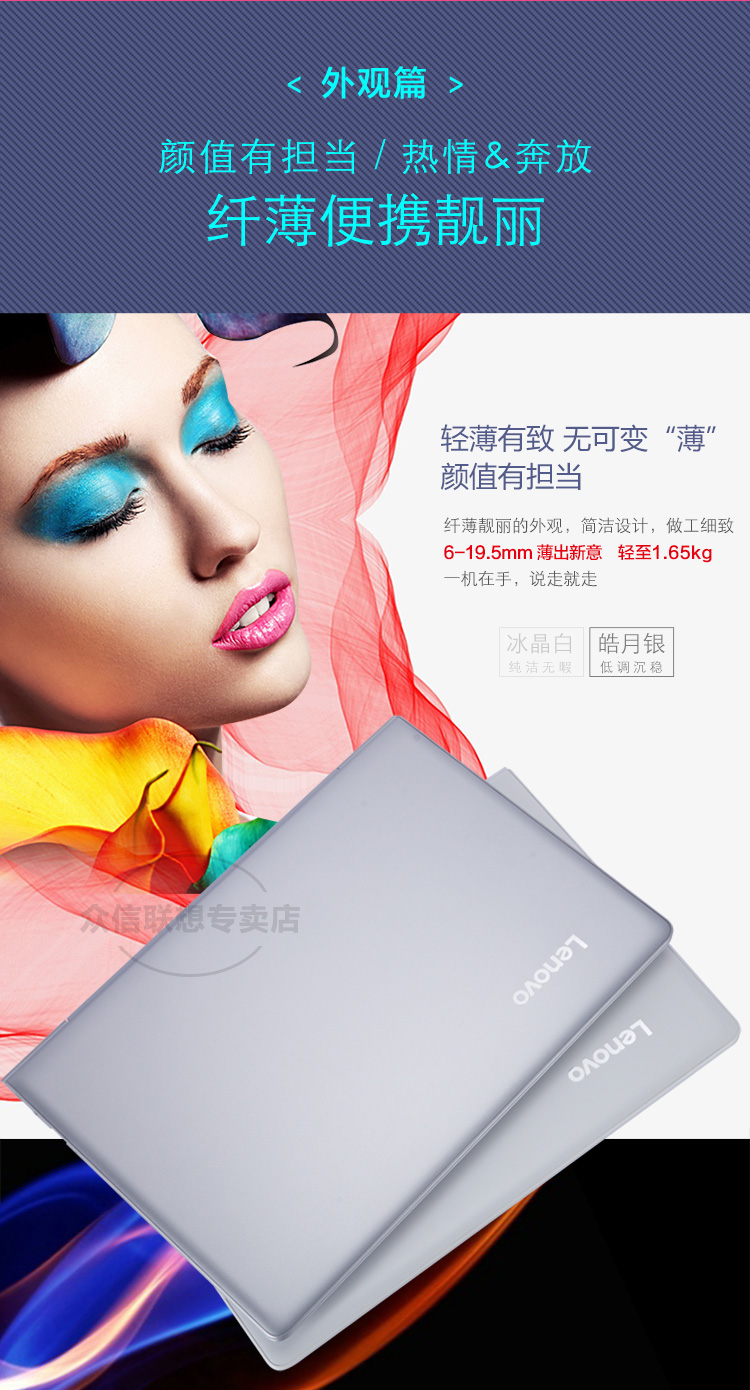 < 外观篇 >
颜值有担当 / 热情&奔放
纤薄便携靓丽
轻薄有致 无可变“薄”
颜值有担当
纤薄靓丽的外观，简洁设计，做工细致
6-19.5mm 薄出新意 轻至1.65kg
一机在手，说走就走
冰晶白 皓月银
纯洁无暇 低调沉稳
众信联想专卖店
Lenovo
Lenovo